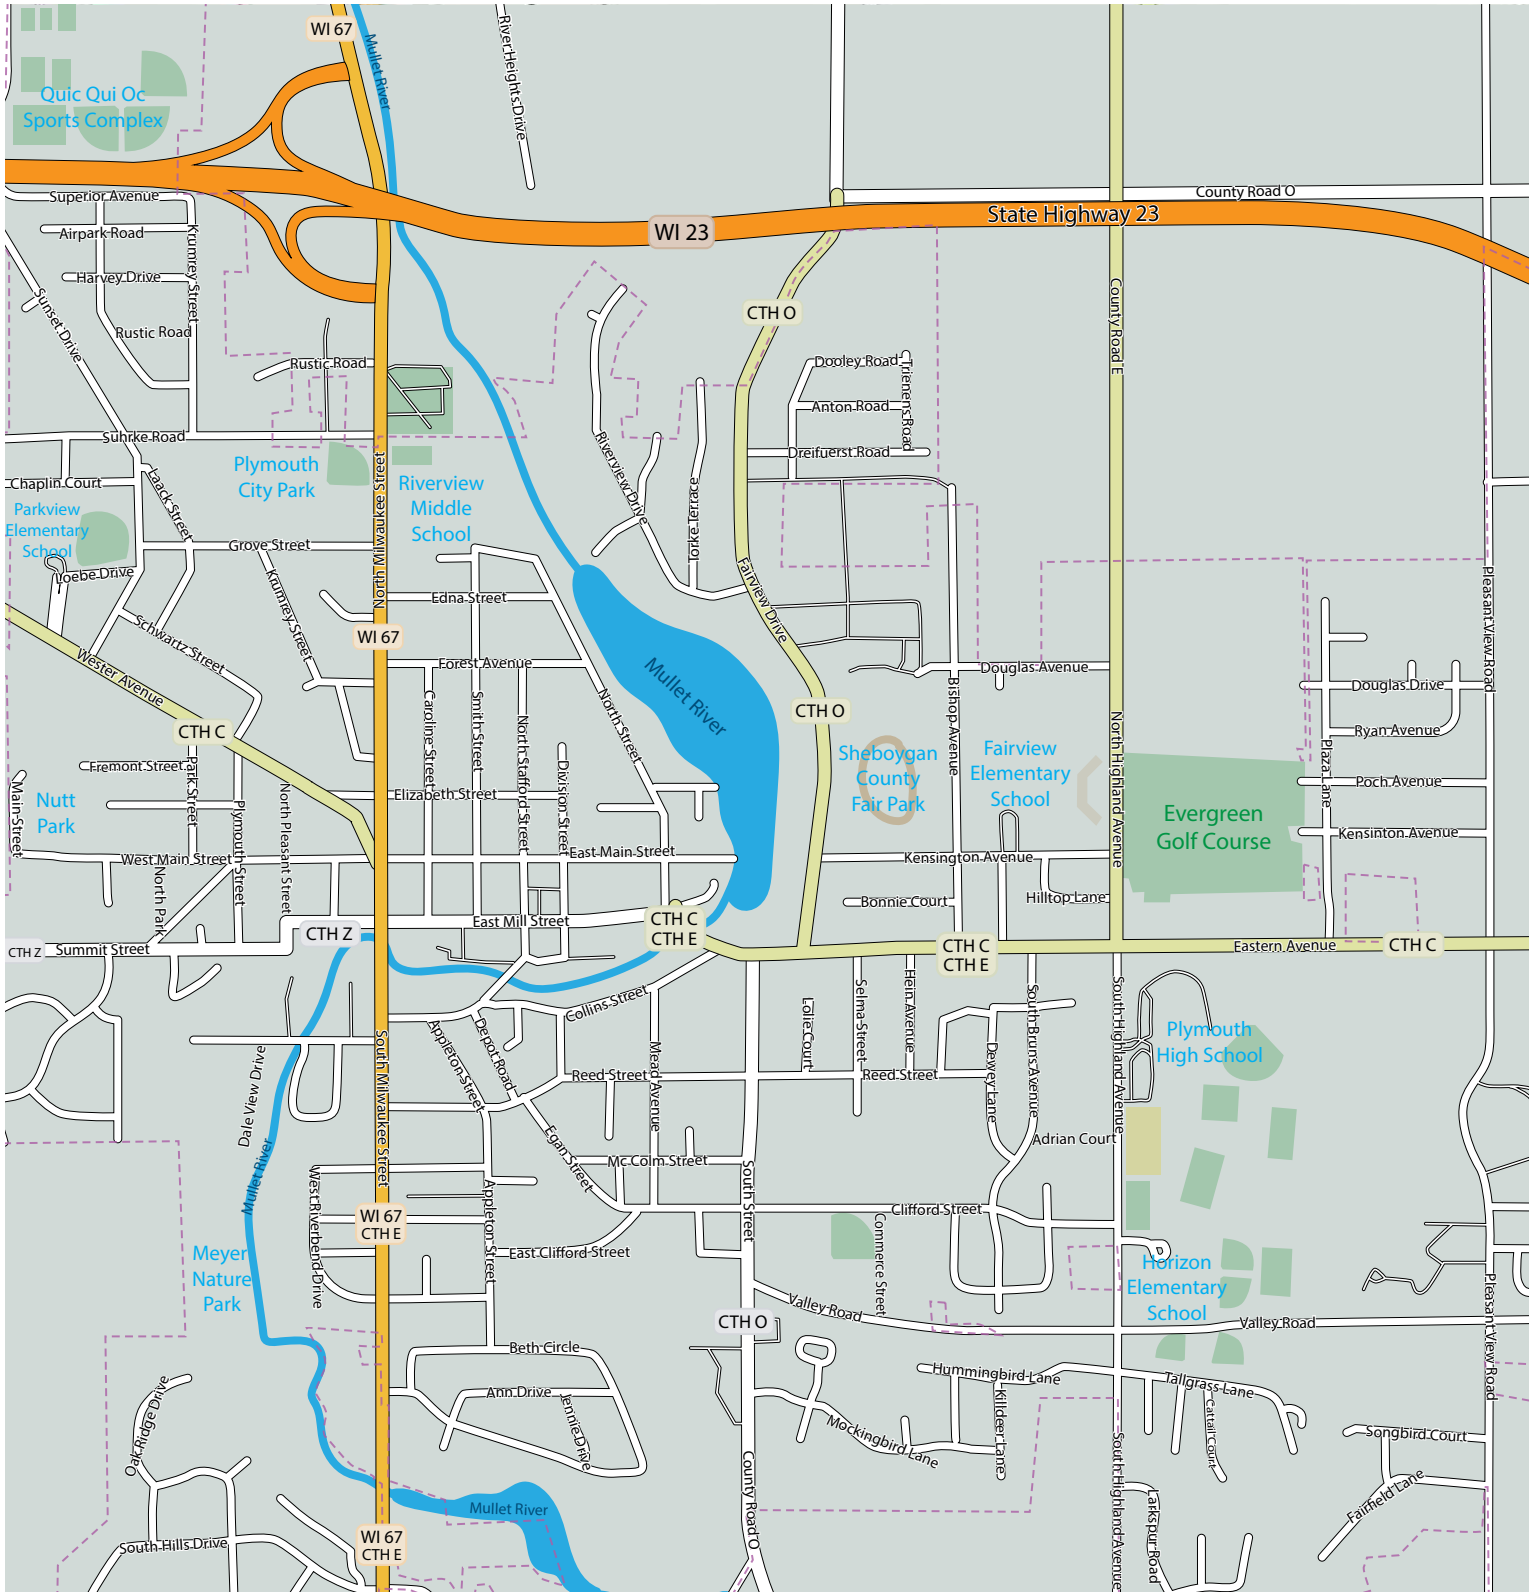 WI 67
Mullet River
River Heights Drive
Quic Qui Oc
Sports Complex
Superior Avenue
County Road O
State Highway 23
WI 23
Airpark Road
Krumrey Street
Harvey Drive
Sunset Drive
Rustic Road
Rustic Road
CTH O
County Road E
Dooley Road
Trienens Road
Anton Road
Dreifuerst Road
Suhrke Road
Plymouth
City Park
Riverview
Middle
School
Riverview Drive
Torke Terrace
Chaplin Court
Laack Street
North Milwaukee Street
Parkview
Elementary
School
Grove Street
Loebe Drive
Krumrey Street
Edna Street
Fairview Drive
Pleasant View Road
Schwartz Street
WI 67
Wester Avenue
Forest Avenue
Mullet River
Douglas Avenue
Douglas Drive
CTH C
Caroline Street
Smith Street
North Stafford Street
North Street
CTH O
Bishop Avenue
North Highland Avenue
Ryan Avenue
Plaza Lane
Sheboygan
County
Fair Park
Fairview
Elementary
School
Fremont Street
Park Street
Division Street
Poch Avenue
Nutt
Park
Main Street
Plymouth Street
North Pleasant Street
Elizabeth Street
Evergreen
Golf Course
Kensinton Avenue
West Main Street
East Main Street
Kensington Avenue
North Park
Bonnie Court
Hilltop Lane
CTH C
CTH E
East Mill Street
CTH Z
CTH Z
Summit Street
CTH C
CTH E
Eastern Avenue
CTH C
Collins Street
Lolie Court
Selma Street
Hein Avenue
South Bruns Avenue
South Highland Avenue
Plymouth
High School
South Milwaukee Street
Appleton Street
Depot Road
Mead Avenue
Dewey Lane
Dale View Drive
Reed Street
Reed Street
Mullet River
Egan Street
Adrian Court
Mc Colm Street
West Riverbend Drive
Appleton Street
South Street
WI 67
CTH E
Clifford Street
Commerce Street
East Clifford Street
Meyer
Nature
Park
Horizon
Elementary
School
Pleasant View Road
Valley Road
CTH O
Valley Road
Beth Circle
Hummingbird Lane
Tallgrass Lane
Ann Drive
Jennie Drive
Killdeer Lane
Cattail Court
Oak Ridge Drive
Mockingbird Lane
Songbird Court
County Road O
South Highland Avenue
Fairfield Lane
Larkspur Road
Mullet River
South Hills Drive
WI 67
CTH E